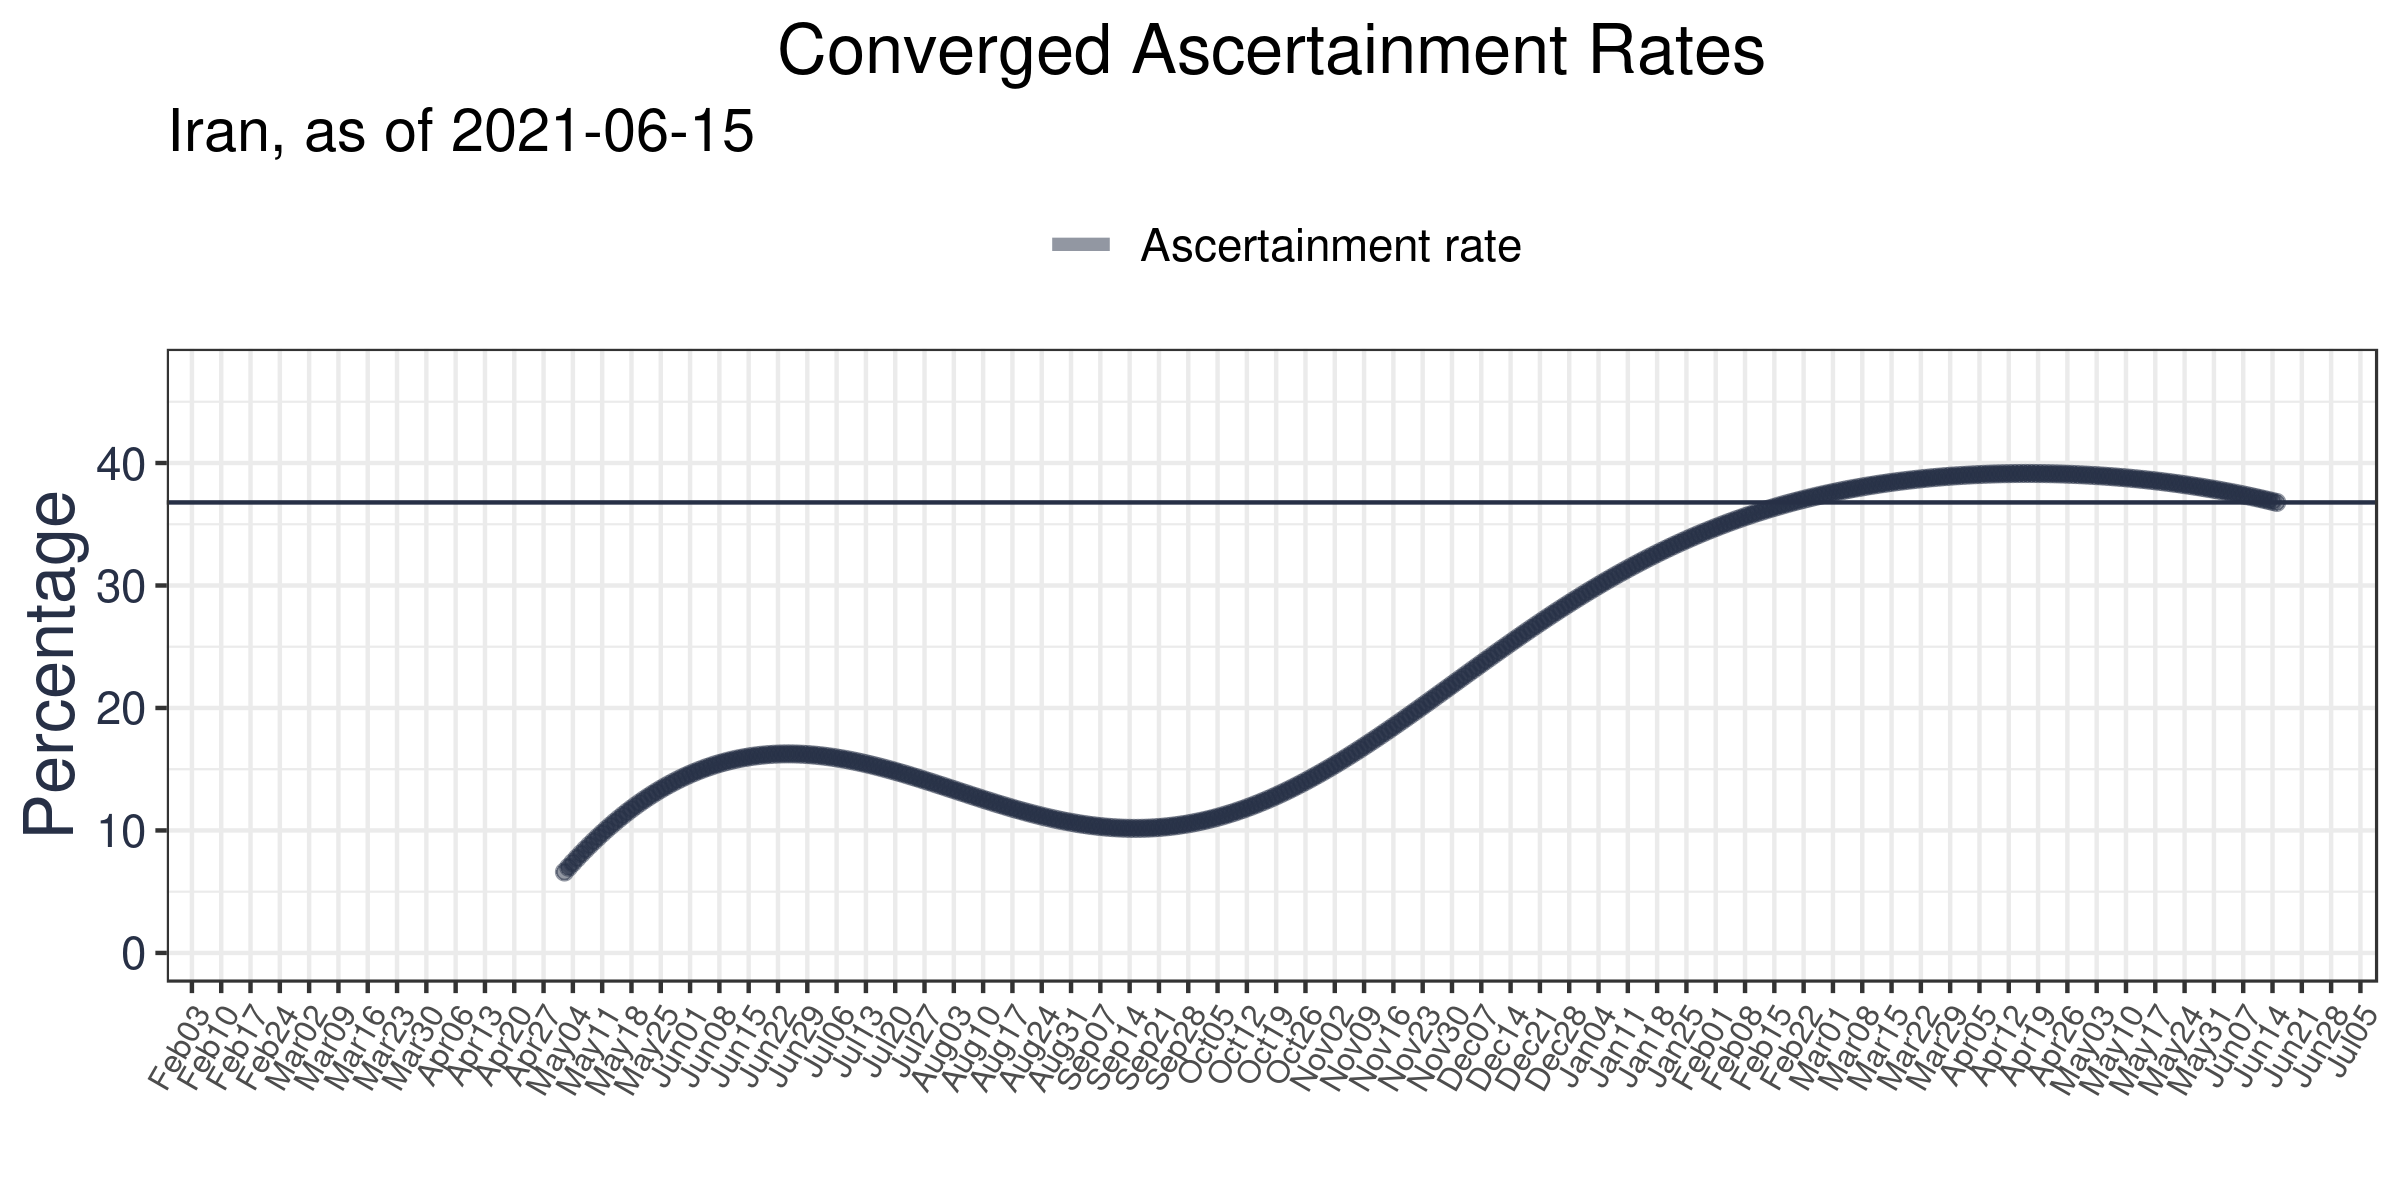 Converged Ascertainment Rates
Iran, as of 2021-06-15
Ascertainment rate
Percentage
40
30
20
10
0
Feb03 Feb10 Feb17 Feb24 Mar02 Mar09 Mar16 Mar23 Mar30 Apr06 Apr13 Apr20 Apr27 May04 May11 May18 May25 Jun01 Jun08 Jun15 Jun22 Jun29 Jul06 Jul13 Jul20 Jul27 Aug03 Aug10 Aug17 Aug24 Aug31 Sep07 Sep14 Sep21 Sep28 Oct05 Oct12 Oct19 Oct26 Nov02 Nov09 Nov16 Nov23 Nov30 Dec07 Dec14 Dec21 Dec28 Jan04 Jan11 Jan18 Jan25 Feb01 Feb08 Feb15 Feb22 Mar01 Mar08 Mar15 Mar22 Mar29 Apr05 Apr12 Apr19 Apr26 May03 May10 May17 May24 May31 Jun07 Jun14 Jun21 Jun28 Jul05